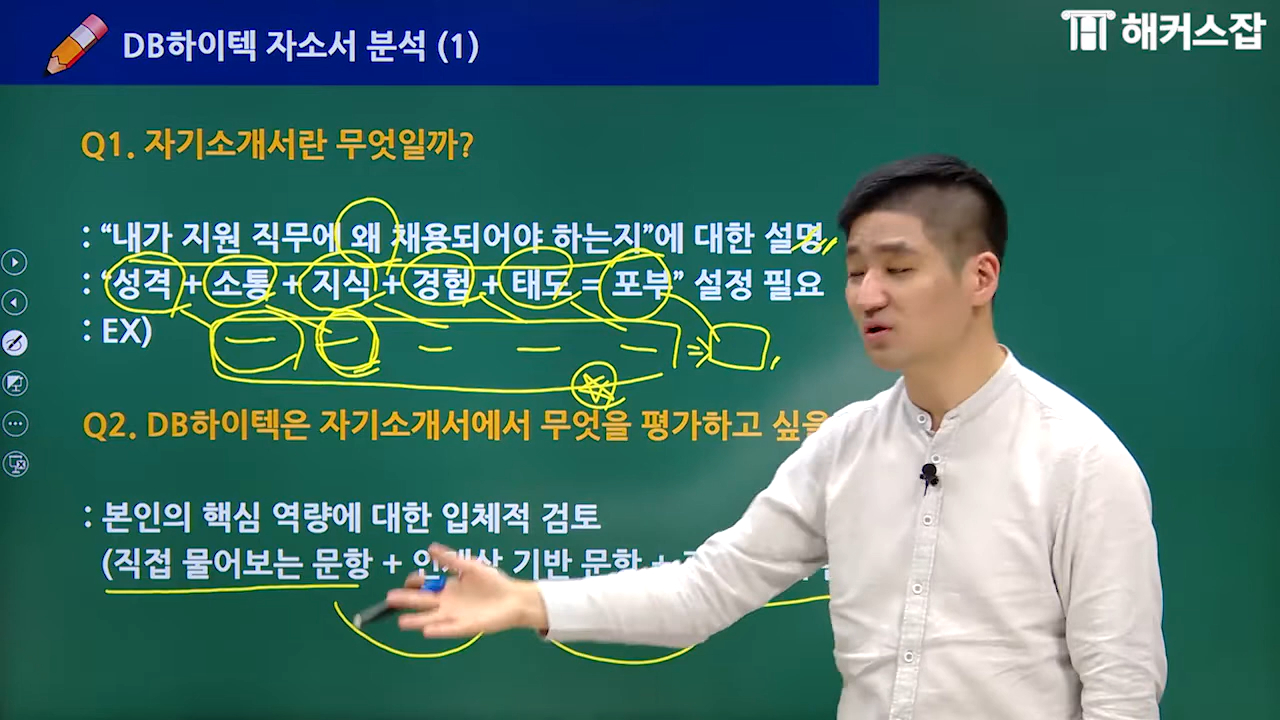 DB하이텍 자소서 분석 (1)
해커스잡
Q1. 자기소개서란 무엇일까?
: “내가 지원 직무에 왜 채용되어야 하는지”에 대한 설명
: “성격 + 소통 + 지식 + 경험 + 태도 = 포부” 설정 필요
: EX)
Q2. DB하이텍은 자기소개서에서 무엇을 평가하고 싶을
: 본인의 핵심 역량에 대한 입체적 검토
(직접 물어보는 문항 + 인재상 기반 문항 +